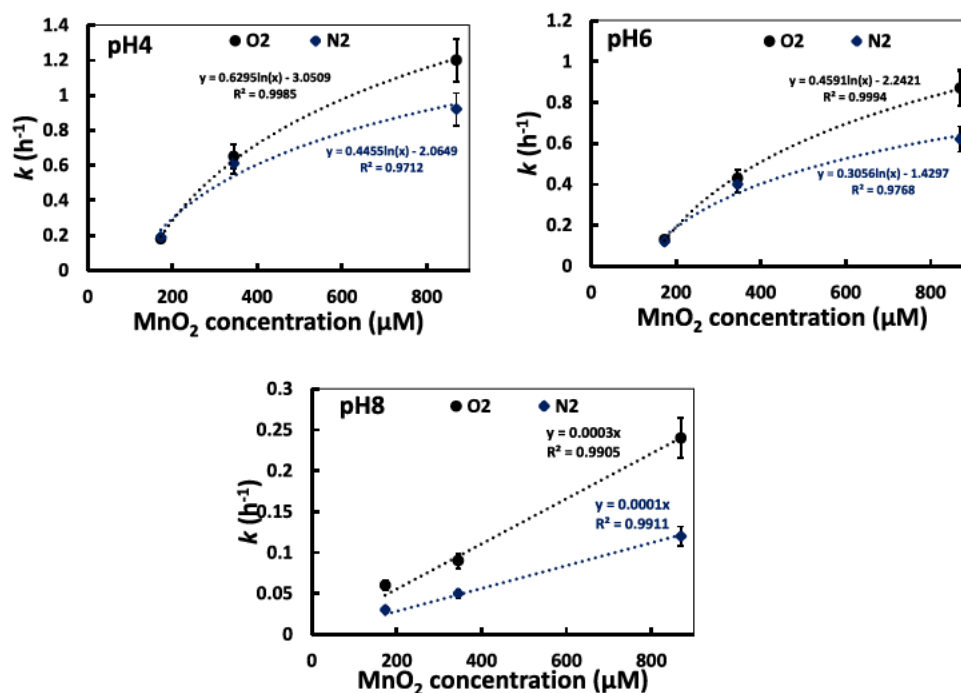 pH4
O2
N2
y = 0.6295ln(x) - 3.0509
R² = 0.9985
y = 0.4455ln(x) - 2.0649
R² = 0.9712
k (h⁻¹)
1.4
1.2
1
0.8
0.6
0.4
0.2
0
0 200 400 600 800
MnO₂ concentration (µM)
pH6
O2
N2
y = 0.4591ln(x) - 2.2421
R² = 0.9994
y = 0.3056ln(x) - 1.4297
R² = 0.9768
k (h⁻¹)
1.2
1
0.8
0.6
0.4
0.2
0
0 200 400 600 800
MnO₂ concentration (µM)
pH8
O2
N2
y = 0.0003x
R² = 0.9905
y = 0.0001x
R² = 0.9911
k (h⁻¹)
0.3
0.25
0.2
0.15
0.1
0.05
0
0 200 400 600 800
MnO₂ concentration (µM)